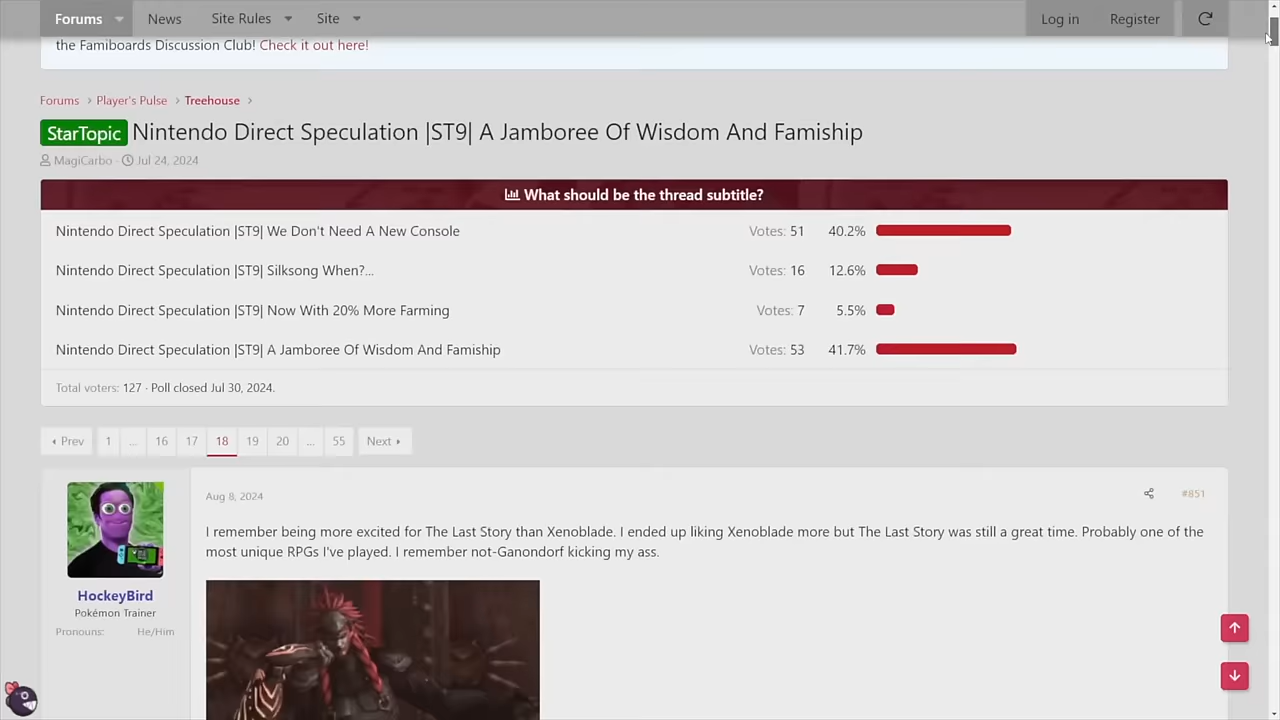 Forums News Site Rules Site Log in Register
the Famiboards Discussion Club! Check it out here!
Forums Player's Pulse Treehouse
StarTopic Nintendo Direct Speculation |ST9| A Jamboree Of Wisdom And Famiship
MagiCarbo · Jul 24, 2024
What should be the thread subtitle?
Nintendo Direct Speculation |ST9| We Don't Need A New Console Votes: 51 40.2%
Nintendo Direct Speculation |ST9| Silksong When?... Votes: 16 12.6%
Nintendo Direct Speculation |ST9| Now With 20% More Farming Votes: 7 5.5%
Nintendo Direct Speculation |ST9| A Jamboree Of Wisdom And Famiship Votes: 53 41.7%
Total voters: 127 · Poll closed Jul 30, 2024.
Prev 1 ... 16 17 18 19 20 ... 55 Next
Aug 8, 2024 #851
I remember being more excited for The Last Story than Xenoblade. I ended up liking Xenoblade more but The Last Story was still a great time. Probably one of the
most unique RPGs I've played. I remember not-Ganondorf kicking my ass.
HockeyBird
Pokémon Trainer
Pronouns: He/Him